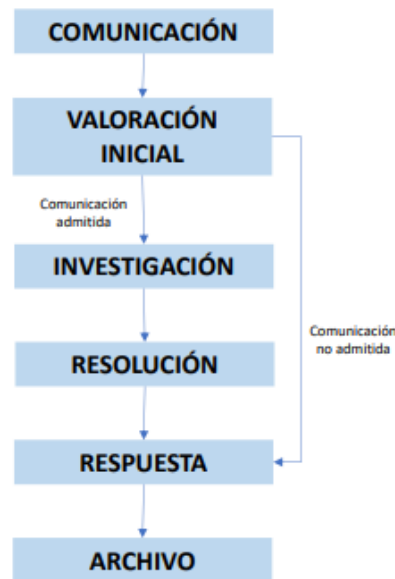 COMUNICACIÓN
VALORACIÓN
INICIAL
Comunicación
admitida
INVESTIGACIÓN
Comunicación
no admitida
RESOLUCIÓN
RESPUESTA
ARCHIVO